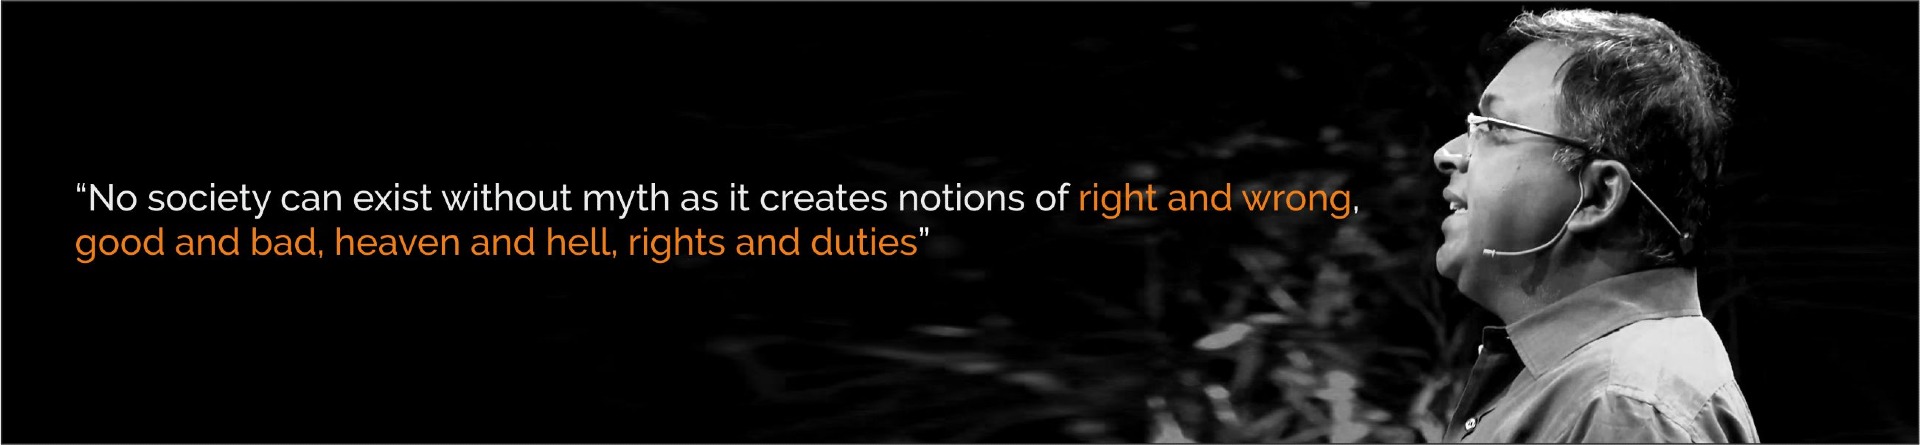 “No society can exist without myth as it creates notions of right and wrong,
good and bad, heaven and hell, rights and duties”